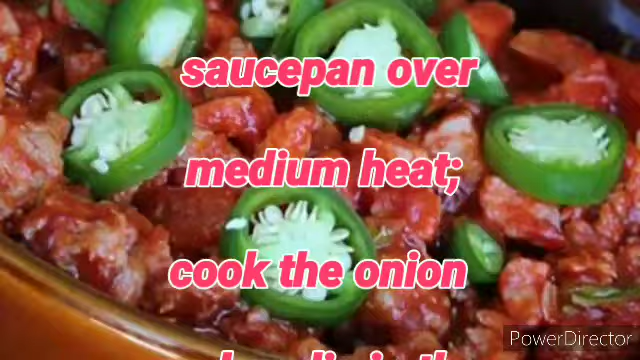 saucepan over
medium heat;
cook the onion
PowerDirector